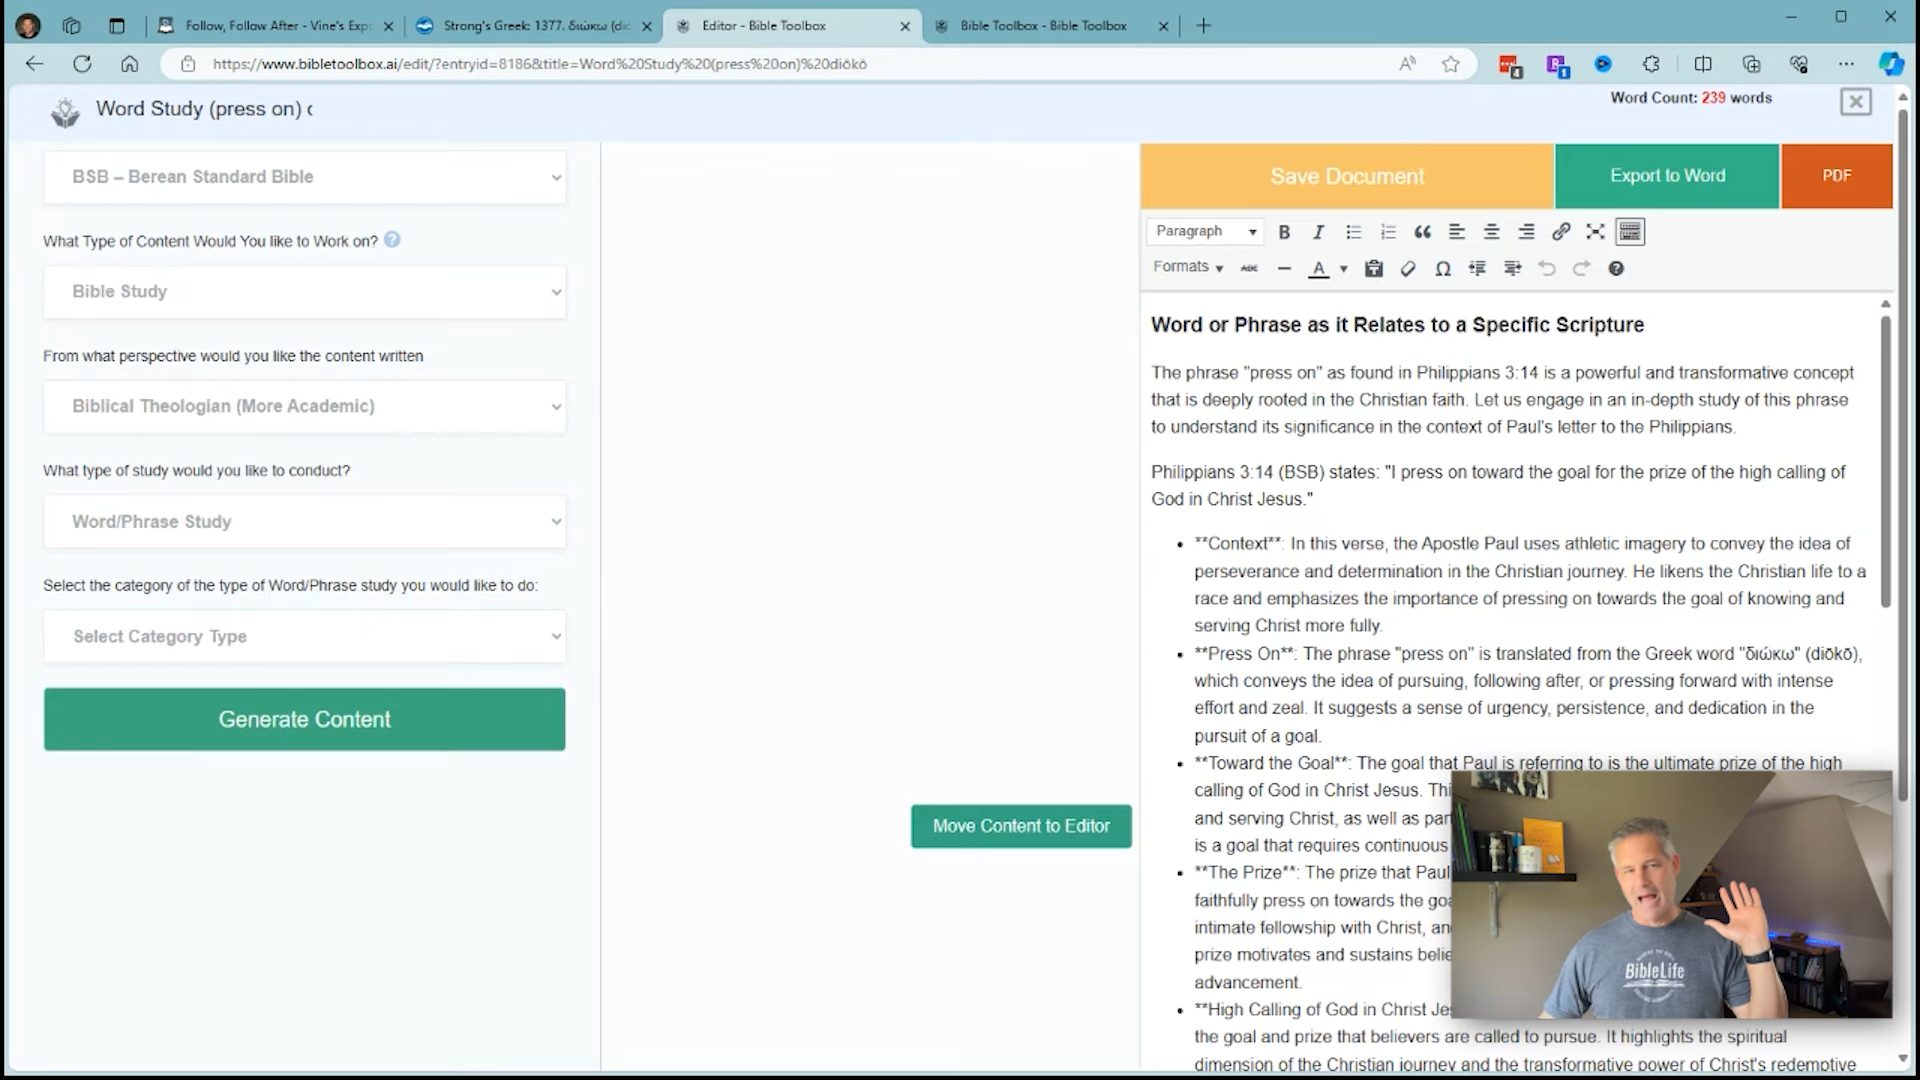 Follow, Follow After - Vine's Exp
Strong's Greek: 1377. διώκω (dió
Editor - Bible Toolbox
Bible Toolbox - Bible Toolbox
https://www.bibletoolbox.ai/edit/?entryid=8186&title=Word%20Study%20(press%20on)%20diōkō
Word Study (press on) d
Word Count: 239 words
BSB – Berean Standard Bible
What Type of Content Would You like to Work on?
Bible Study
From what perspective would you like the content written
Biblical Theologian (More Academic)
What type of study would you like to conduct?
Word/Phrase Study
Select the category of the type of Word/Phrase study you would like to do:
Select Category Type
Generate Content
Move Content to Editor
Save Document
Export to Word
PDF
Paragraph
Formats
Word or Phrase as it Relates to a Specific Scripture
The phrase "press on" as found in Philippians 3:14 is a powerful and transformative concept
that is deeply rooted in the Christian faith. Let us engage in an in-depth study of this phrase
to understand its significance in the context of Paul's letter to the Philippians.
Philippians 3:14 (BSB) states: "I press on toward the goal for the prize of the high calling of
God in Christ Jesus."
**Context**: In this verse, the Apostle Paul uses athletic imagery to convey the idea of
perseverance and determination in the Christian journey. He likens the Christian life to a
race and emphasizes the importance of pressing on towards the goal of knowing and
serving Christ more fully.
**Press On**: The phrase "press on" is translated from the Greek word "διώκω" (diōkō),
which conveys the idea of pursuing, following after, or pressing forward with intense
effort and zeal. It suggests a sense of urgency, persistence, and dedication in the
pursuit of a goal.
**Toward the Goal**: The goal that Paul is referring to is the ultimate prize of the high
calling of God in Christ Jesus. Thi
and serving Christ, as well as par
is a goal that requires continuous
**The Prize**: The prize that Paul
faithfully press on towards the goa
intimate fellowship with Christ, an
prize motivates and sustains belie
advancement.
**High Calling of God in Christ Je
the goal and prize that believers are called to pursue. It highlights the spiritual
dimension of the Christian journey and the transformative power of Christ's redemptive
BibleLife